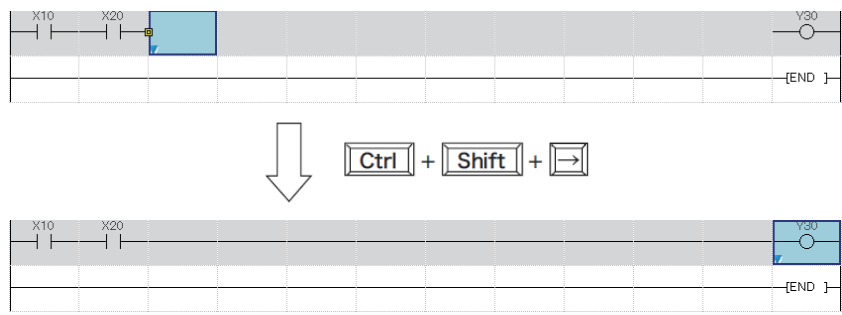 X10 X20 Y30
[END ]
Ctrl + Shift + →
X10 X20 Y30
[END ]